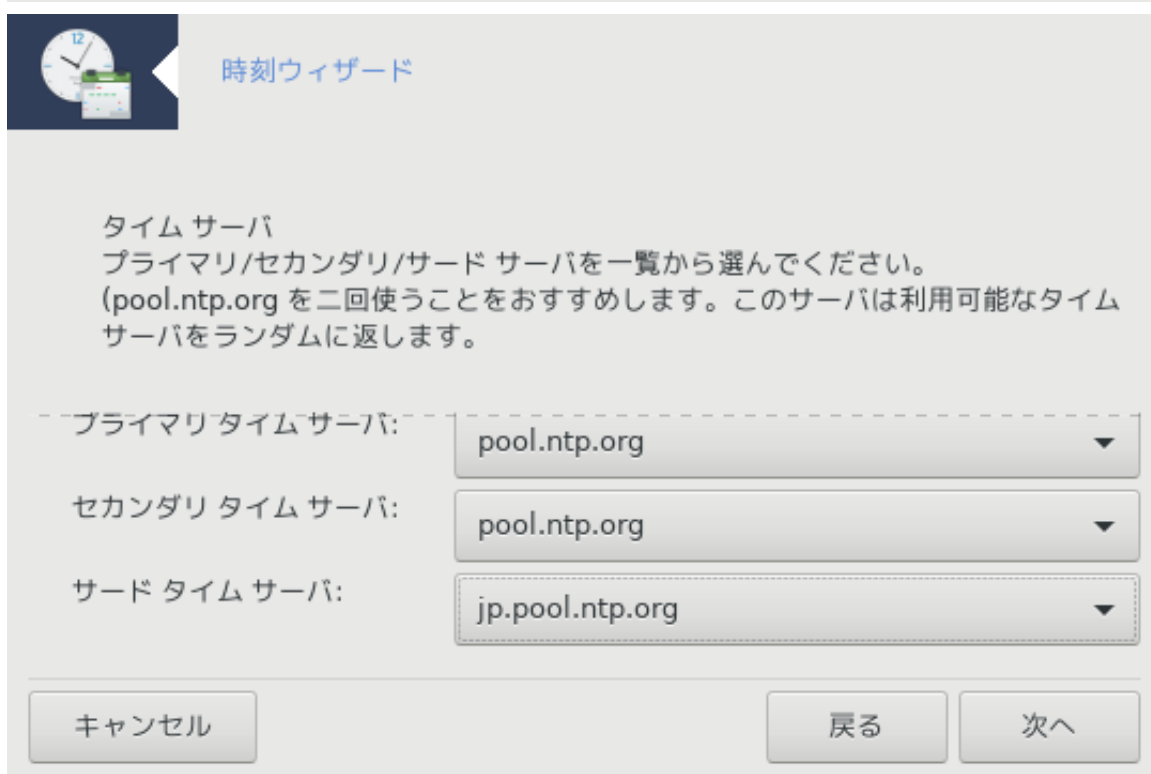 12
時刻ウィザード
タイム サーバ
プライマリ/セカンダリ/サード サーバを一覧から選んでください。
(pool.ntp.org を二回使うことをおすすめします。このサーバは利用可能なタイム
サーバをランダムに返します。
プライマリ タイム サーバ:
pool.ntp.org
セカンダリ タイム サーバ:
pool.ntp.org
サード タイム サーバ:
jp.pool.ntp.org
キャンセル
戻る
次へ